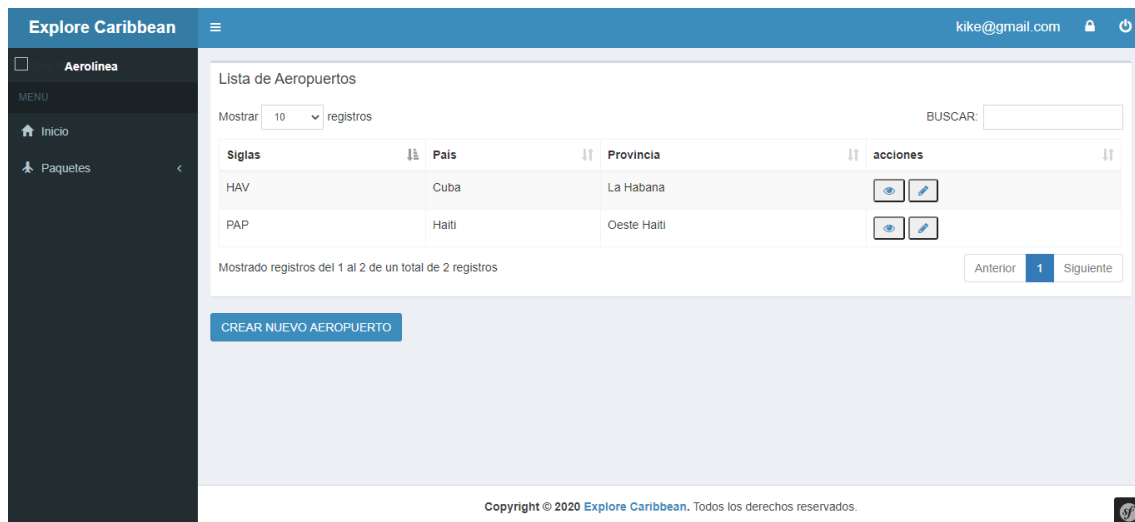 Explore Caribbean
kike@gmail.com
Aerolínea
MENU
Inicio
Paquetes
Lista de Aeropuertos
Mostrar 10 registros
BUSCAR:
Siglas País Provincia acciones
HAV Cuba La Habana
PAP Haiti Oeste Haiti
Mostrado registros del 1 al 2 de un total de 2 registros
Anterior 1 Siguiente
CREAR NUEVO AEROPUERTO
Copyright © 2020 Explore Caribbean. Todos los derechos reservados.
sf